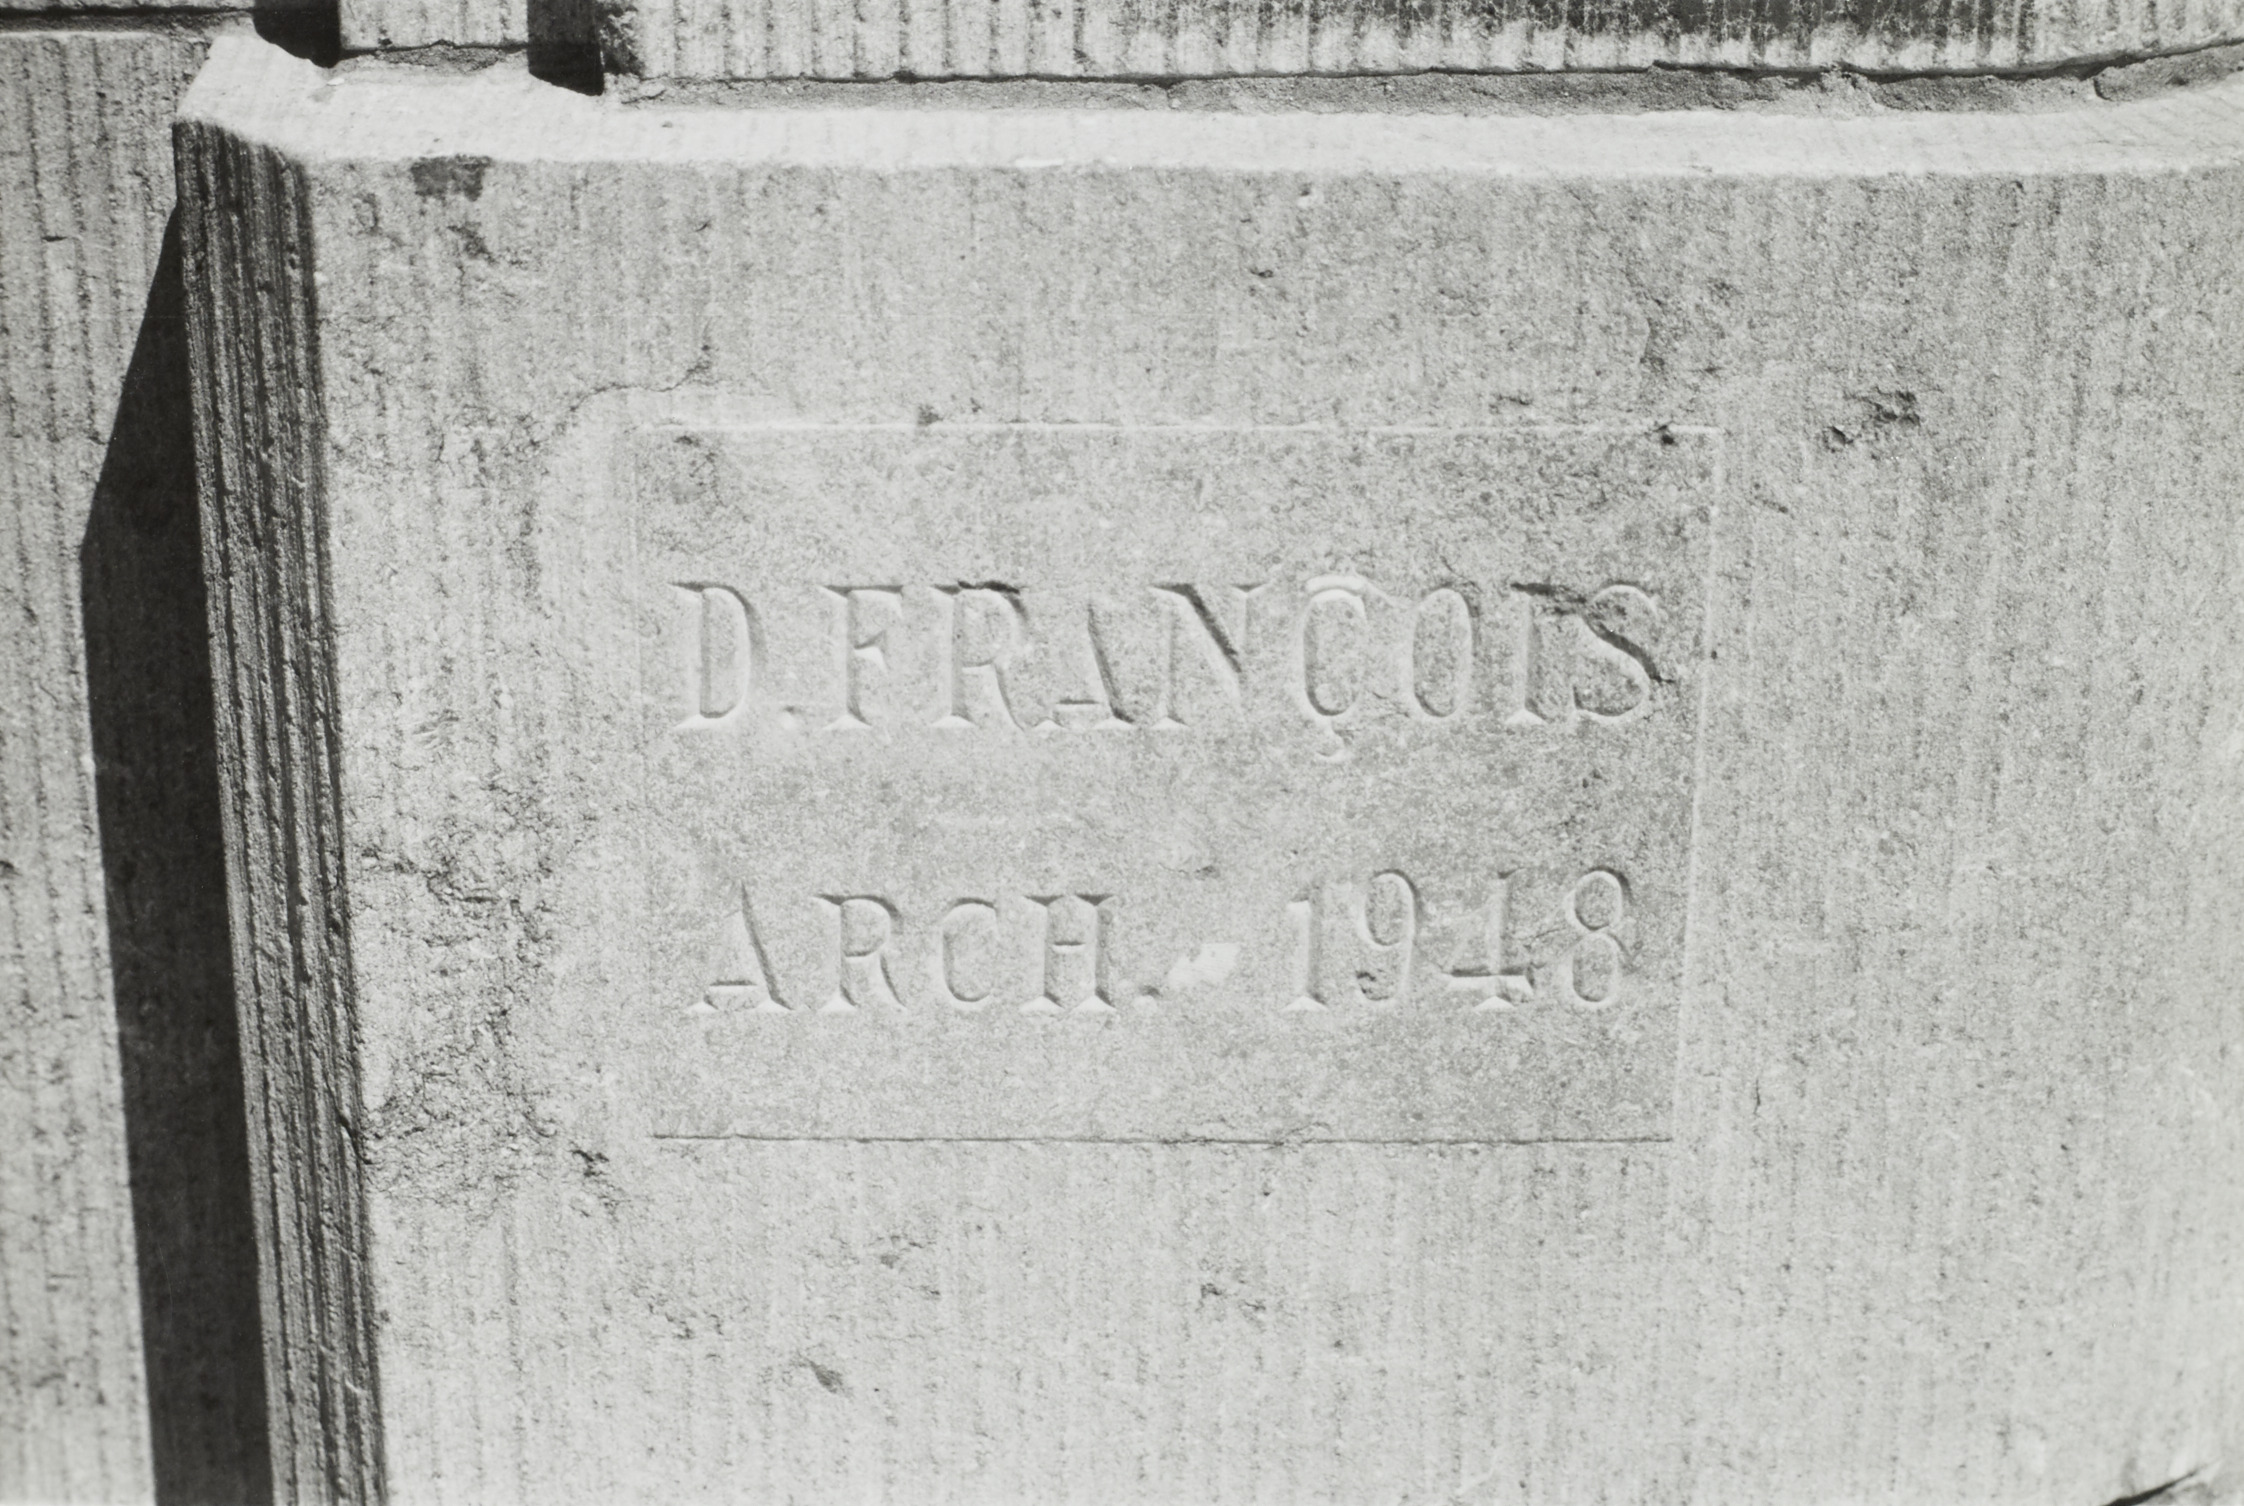 D. FRANÇOIS
ARCH. - 1948